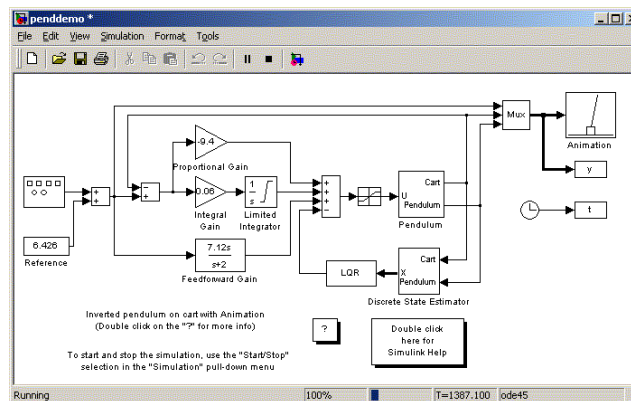 penddemo *
File Edit View Simulation Format Tools
-9.4
Proportional Gain
0.06
Integral
Gain
1
s
Limited
Integrator
7.12s
s+2
Feedforward Gain
6.426
Reference
+
+
−
+
+
+
+
−
U
Cart
Pendulum
Pendulum
LQR
X
Cart
Pendulum
Discrete State Estimator
Mux
Animation
y
t
Inverted pendulum on cart with Animation
(Double click on the "?" for more info)
To start and stop the simulation, use the "Start/Stop"
selection in the "Simulation" pull-down menu
?
Double click
here for
Simulink Help
Running 100% T=1387.100 ode45